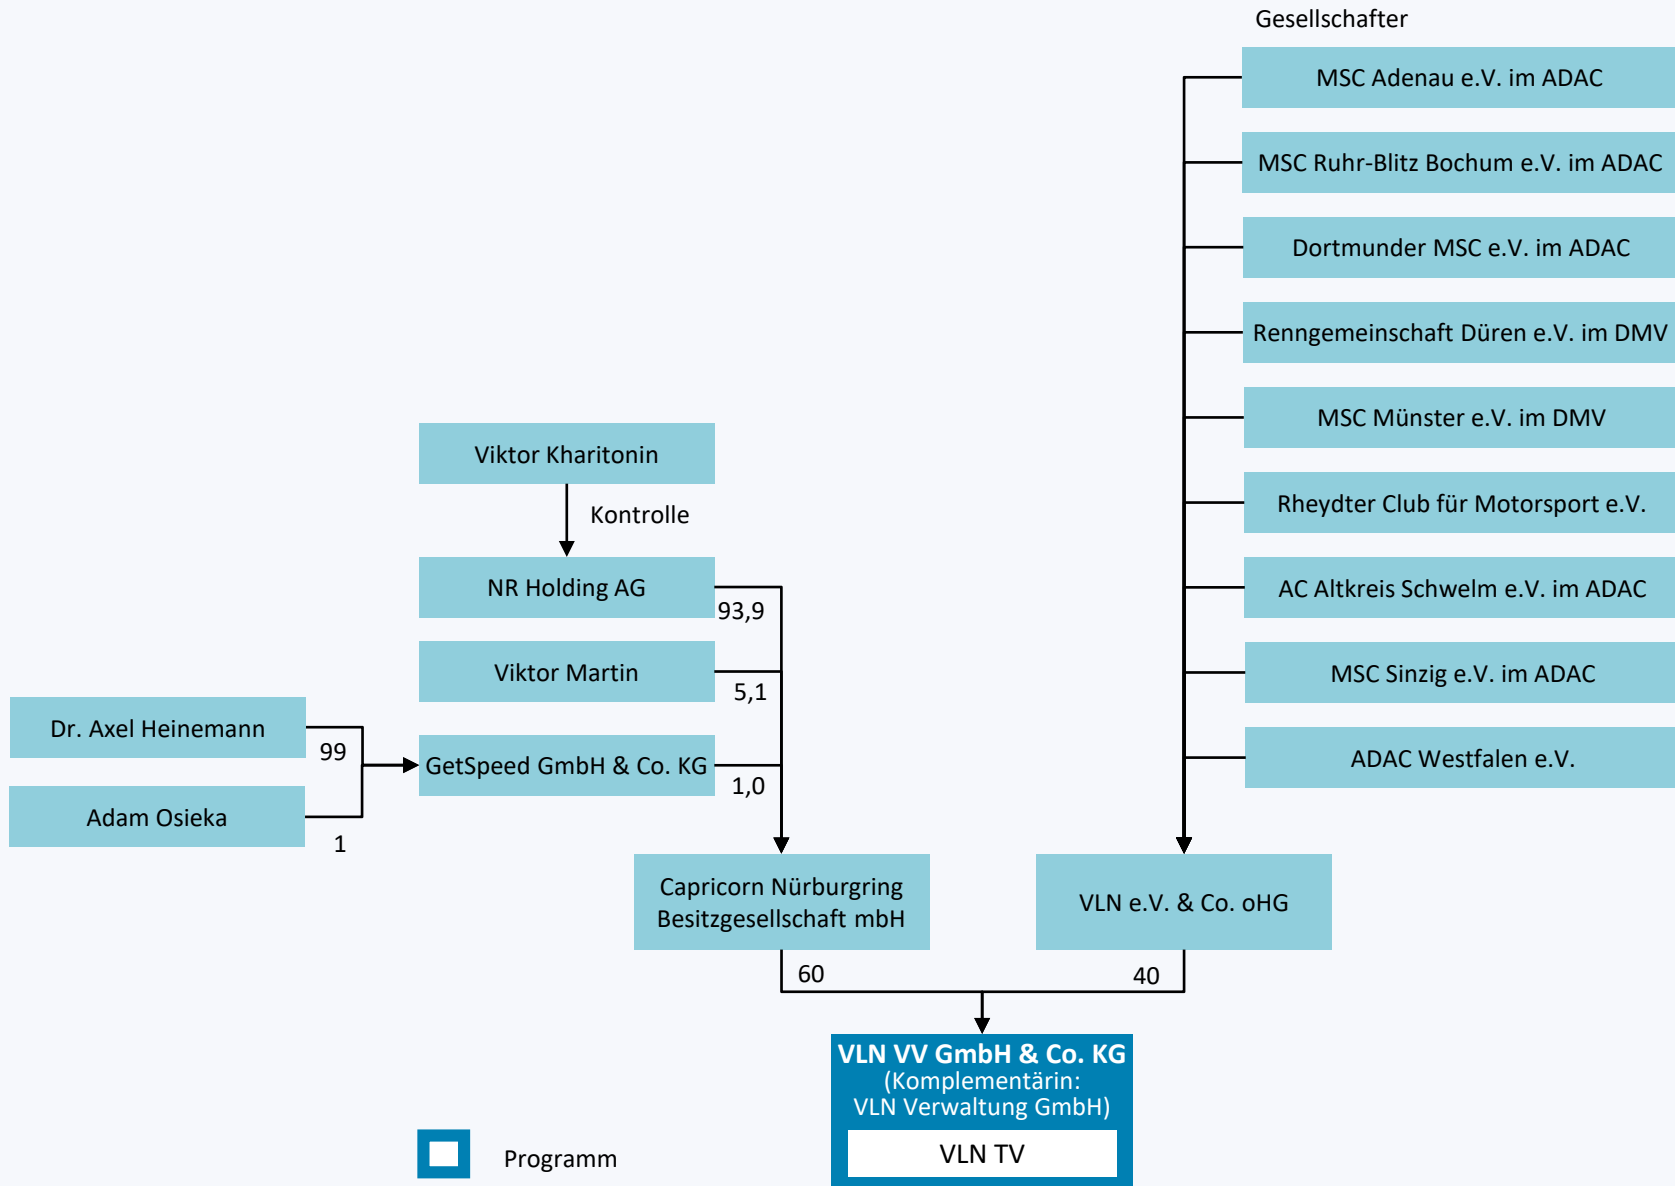 Gesellschafter
MSC Adenau e.V. im ADAC
MSC Ruhr-Blitz Bochum e.V. im ADAC
Dortmunder MSC e.V. im ADAC
Renngemeinschaft Düren e.V. im DMV
MSC Münster e.V. im DMV
Rheydter Club für Motorsport e.V.
AC Altkreis Schwelm e.V. im ADAC
MSC Sinzig e.V. im ADAC
ADAC Westfalen e.V.
Viktor Kharitonin
Kontrolle
NR Holding AG
93,9
Viktor Martin
5,1
Dr. Axel Heinemann
99
GetSpeed GmbH & Co. KG
1,0
Adam Osieka
1
Capricorn Nürburgring
Besitzgesellschaft mbH
VLN e.V. & Co. oHG
60
40
VLN VV GmbH & Co. KG
(Komplementärin:
VLN Verwaltung GmbH)
VLN TV
Programm